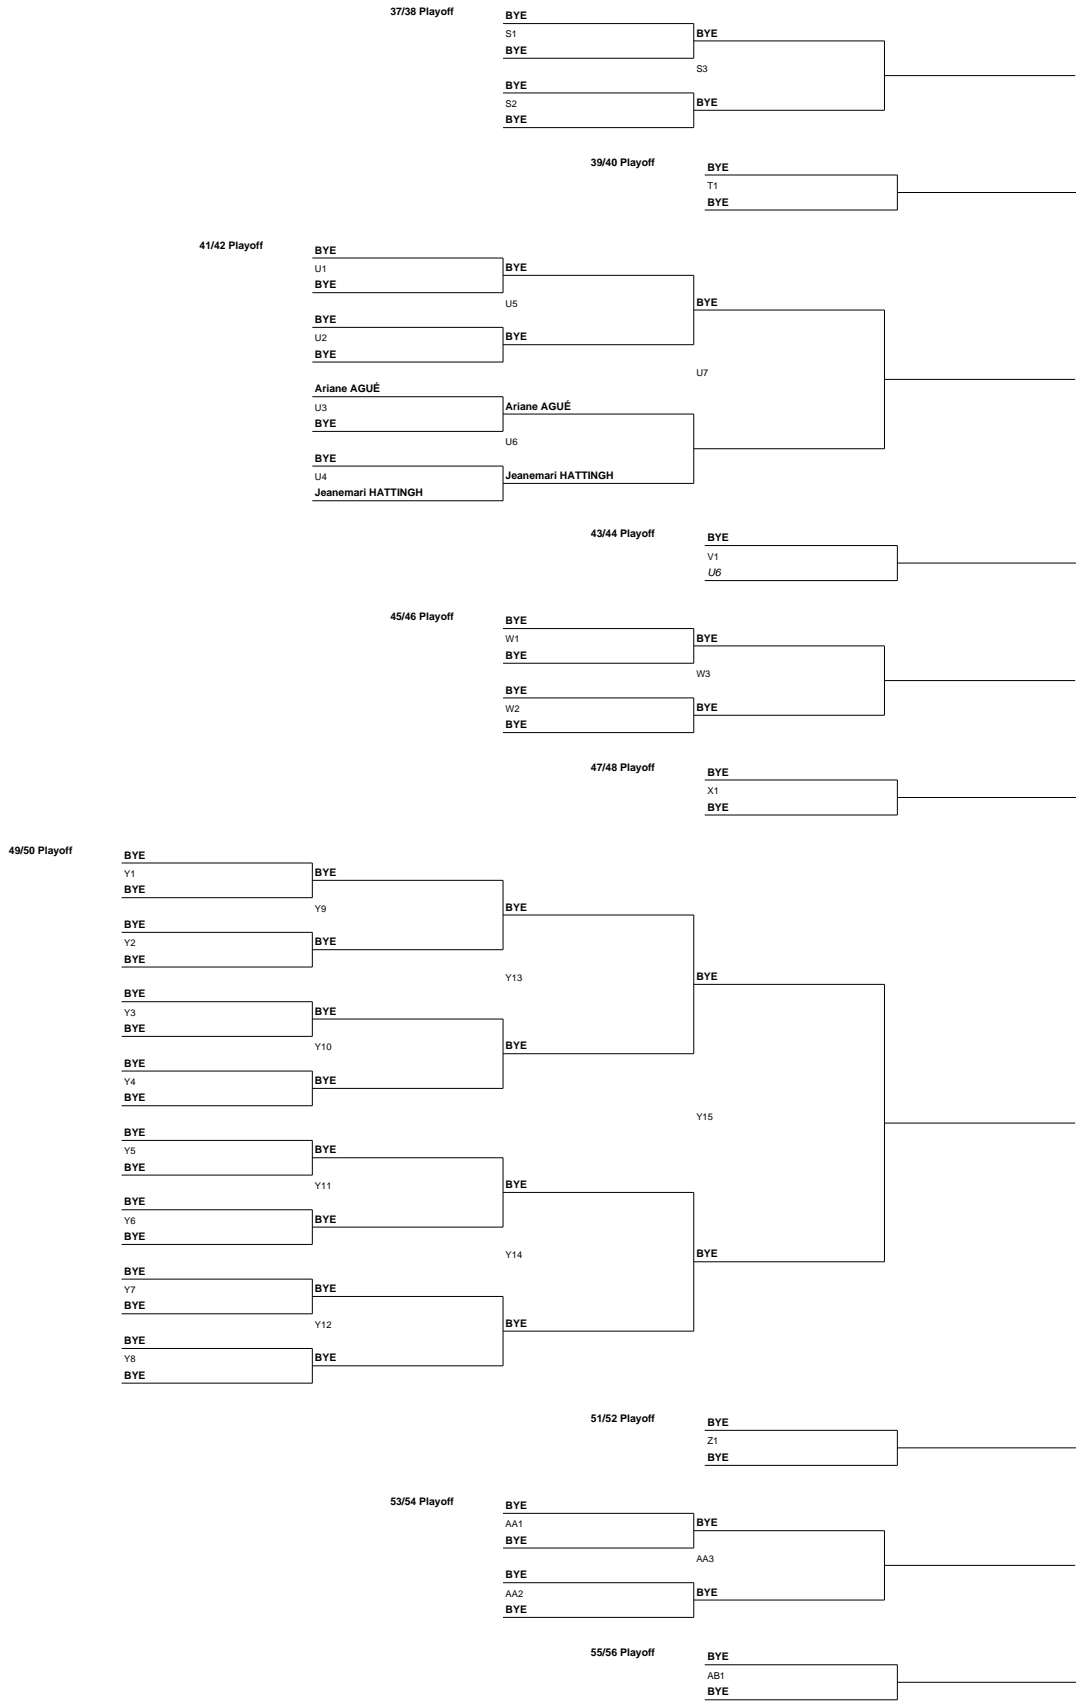 37/38 Playoff
BYE
S1
BYE
BYE
S3
BYE
S2
BYE
BYE
39/40 Playoff
BYE
T1
BYE
41/42 Playoff
BYE
U1
BYE
BYE
U5
BYE
BYE
U2
BYE
BYE
U7
Ariane AGUÉ
U3
Ariane AGUÉ
BYE
U6
BYE
U4
Jeanemari HATTINGH
Jeanemari HATTINGH
43/44 Playoff
BYE
V1
U6
45/46 Playoff
BYE
W1
BYE
BYE
W3
BYE
W2
BYE
BYE
47/48 Playoff
BYE
X1
BYE
49/50 Playoff
BYE
Y1
BYE
BYE
Y9
BYE
BYE
Y2
BYE
BYE
Y13
BYE
BYE
Y3
BYE
BYE
Y10
BYE
BYE
Y4
BYE
BYE
Y15
BYE
Y5
BYE
BYE
Y11
BYE
BYE
Y6
BYE
BYE
Y14
BYE
BYE
Y7
BYE
BYE
Y12
BYE
BYE
Y8
BYE
BYE
51/52 Playoff
BYE
Z1
BYE
53/54 Playoff
BYE
AA1
BYE
BYE
AA3
BYE
AA2
BYE
BYE
55/56 Playoff
BYE
AB1
BYE